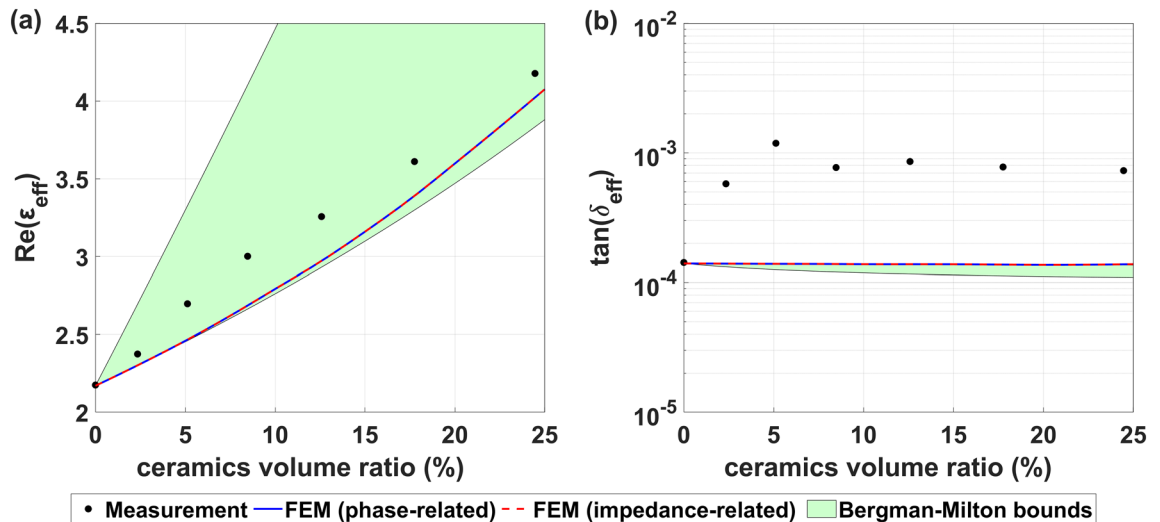 (a)
4.5
4
3.5
3
2.5
2
Re(ε_eff)
0 5 10 15 20 25
ceramics volume ratio (%)
(b)
10^-2
10^-3
10^-4
10^-5
tan(δ_eff)
0 5 10 15 20 25
ceramics volume ratio (%)
Measurement FEM (phase-related) FEM (impedance-related) Bergman-Milton bounds